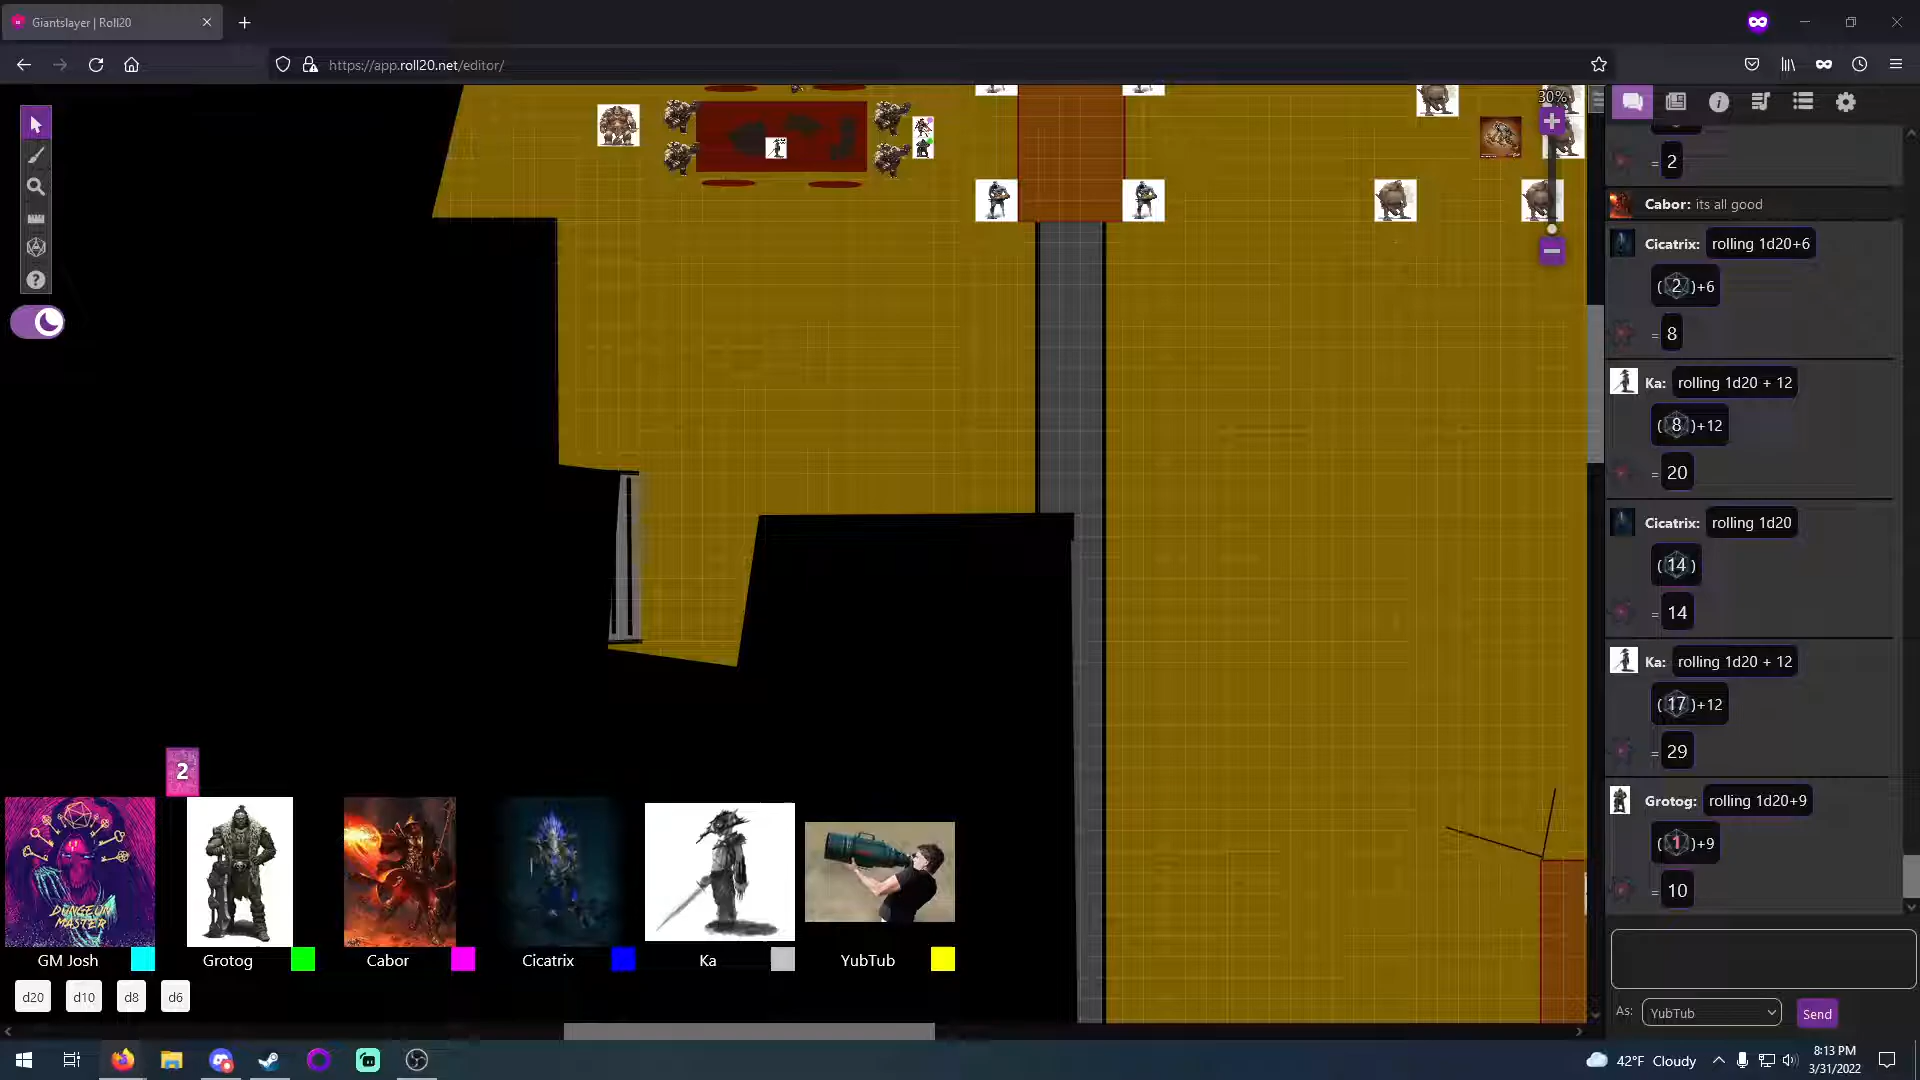 Giantslayer | Roll20
https://app.roll20.net/editor/
30%
= 2
Cabor: its all good
Cicatrix: rolling 1d20+6
(2)+6
= 8
Ka: rolling 1d20 + 12
(8)+12
= 20
Cicatrix: rolling 1d20
(14)
= 14
Ka: rolling 1d20 + 12
(17)+12
= 29
Grotog: rolling 1d20+9
(1)+9
= 10
2
DUNGEON
MASTER
GM Josh
Grotog
Cabor
Cicatrix
Ka
YubTub
d20
d10
d8
d6
As: YubTub
Send
42°F Cloudy
8:13 PM
3/31/2022